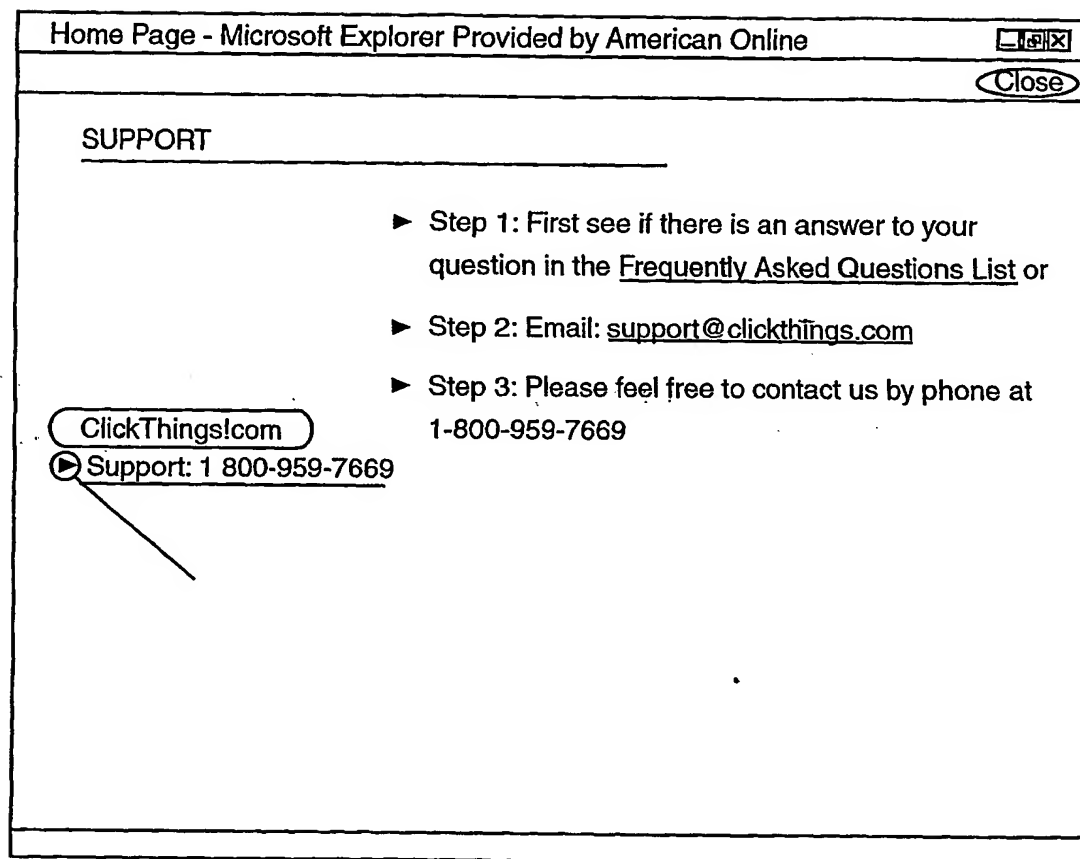 Home Page - Microsoft Explorer Provided by American Online
Close
SUPPORT
► Step 1: First see if there is an answer to your
question in the Frequently Asked Questions List or
► Step 2: Email: support@clickthings.com
► Step 3: Please feel free to contact us by phone at
1-800-959-7669
ClickThings!com
Support: 1 800-959-7669